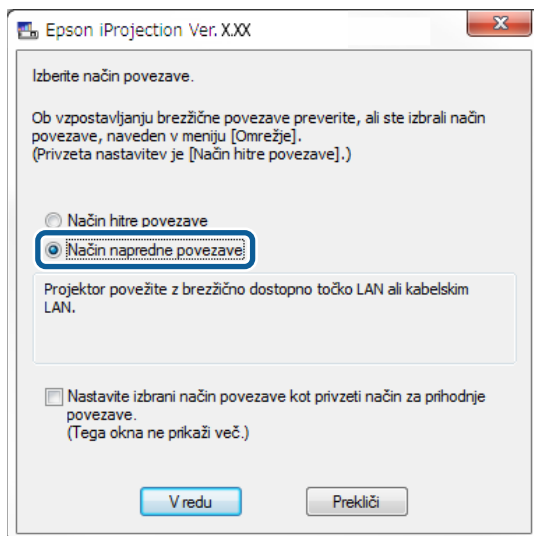 Epson iProjection Ver. X.XX
Izberite način povezave.
Ob vzpostavljanju brezžične povezave preverite, ali ste izbrali način
povezave, naveden v meniju [Omrežje].
(Privzeta nastavitev je [Način hitre povezave].)
Način hitre povezave
Način napredne povezave
Projektor povežite z brezžično dostopno točko LAN ali kabelskim
LAN.
Nastavite izbrani način povezave kot privzeti način za prihodnje
povezave.
(Tega okna ne prikaži več.)
V redu
Prekliči